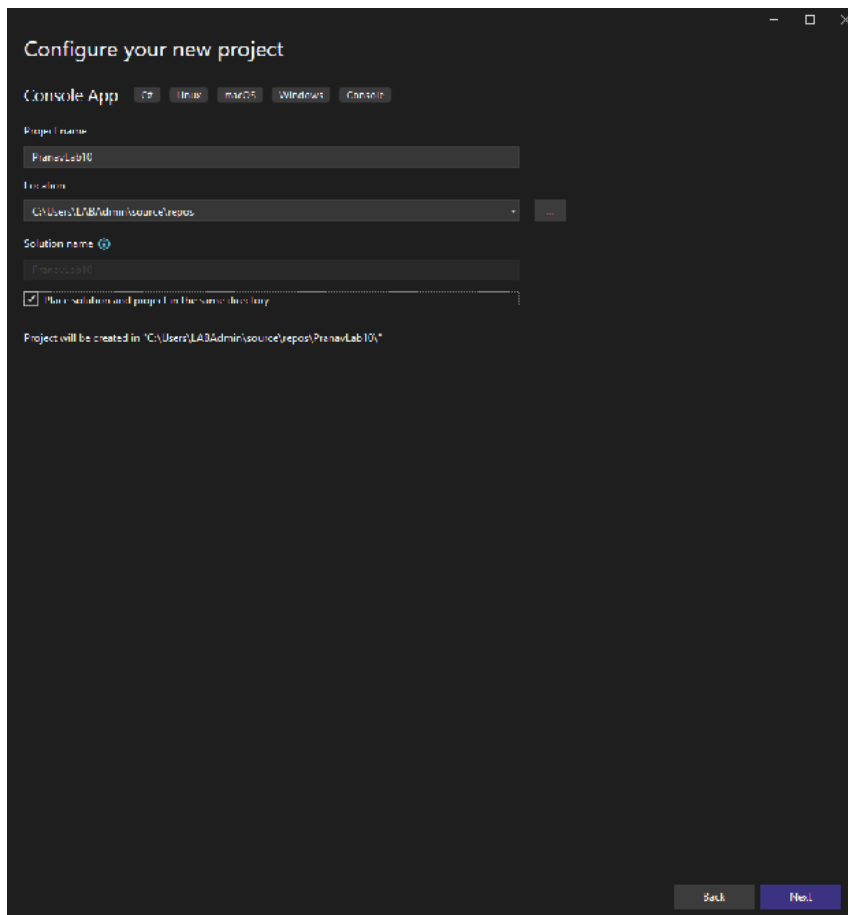 Configure your new project
Console App C# Linux macOS Windows Console
Project name
PranavLab10
Location
C:\Users\LABAdmin\source\repos
...
Solution name
PranavLab10
Place solution and project in the same directory
Project will be created in "C:\Users\LABAdmin\source\repos\PranavLab10\"
Back Next